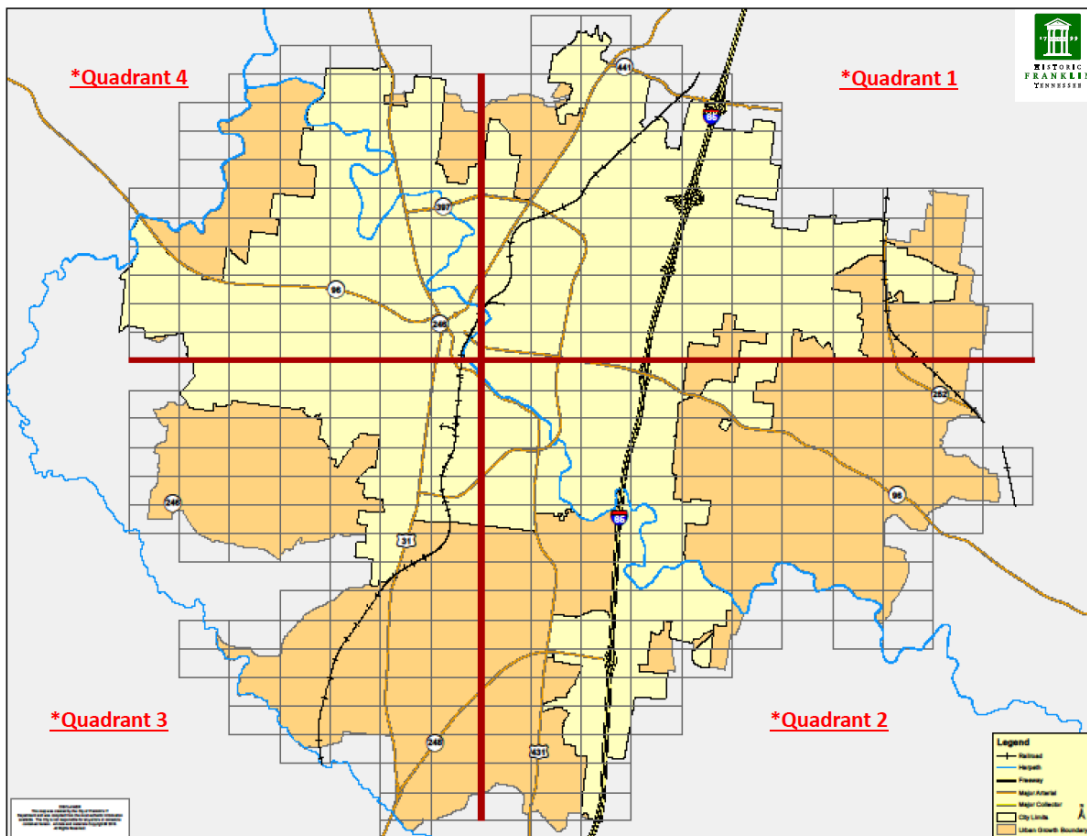 *Quadrant 4
*Quadrant 1
HISTORIC
FRANKLIN
TENNESSEE
441
65
397
96
246
252
246
96
65
31
*Quadrant 3
*Quadrant 2
248
431
Legend
Railroad
Harpeth
Freeway
Major Arterial
Major Collector
City Limits
Urban Growth Boundary